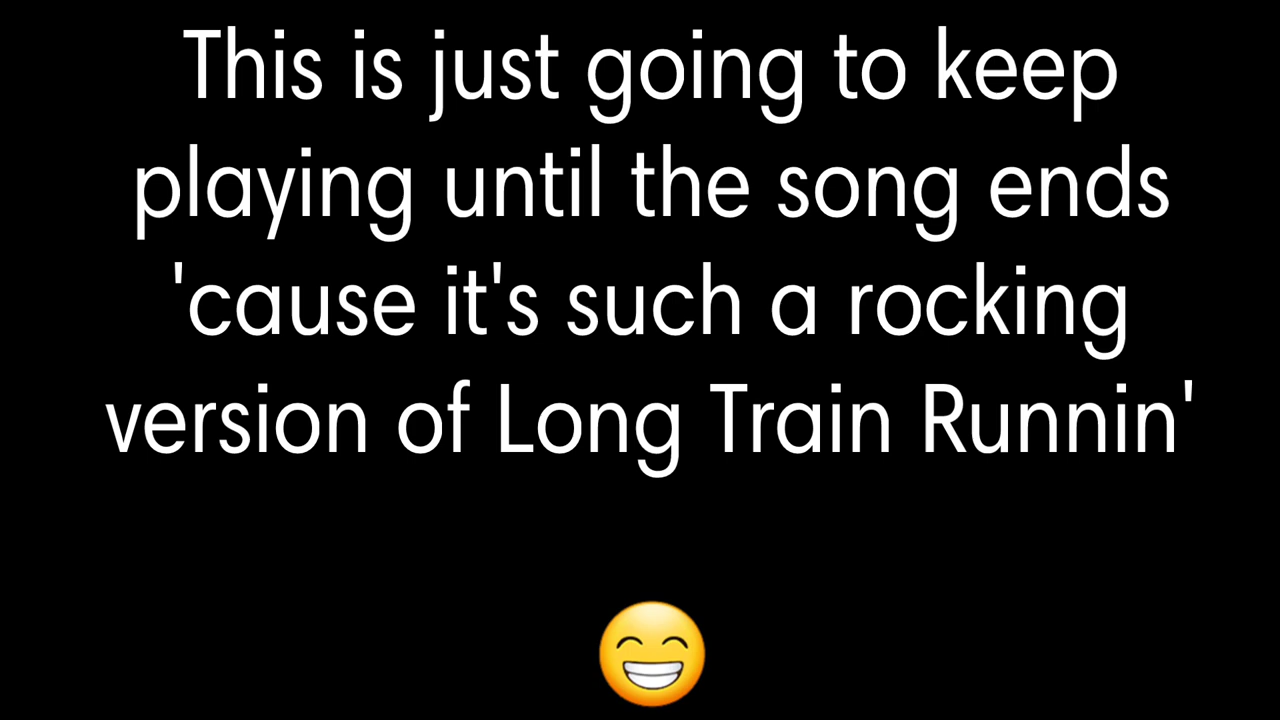 This is just going to keep
playing until the song ends
'cause it's such a rocking
version of Long Train Runnin'